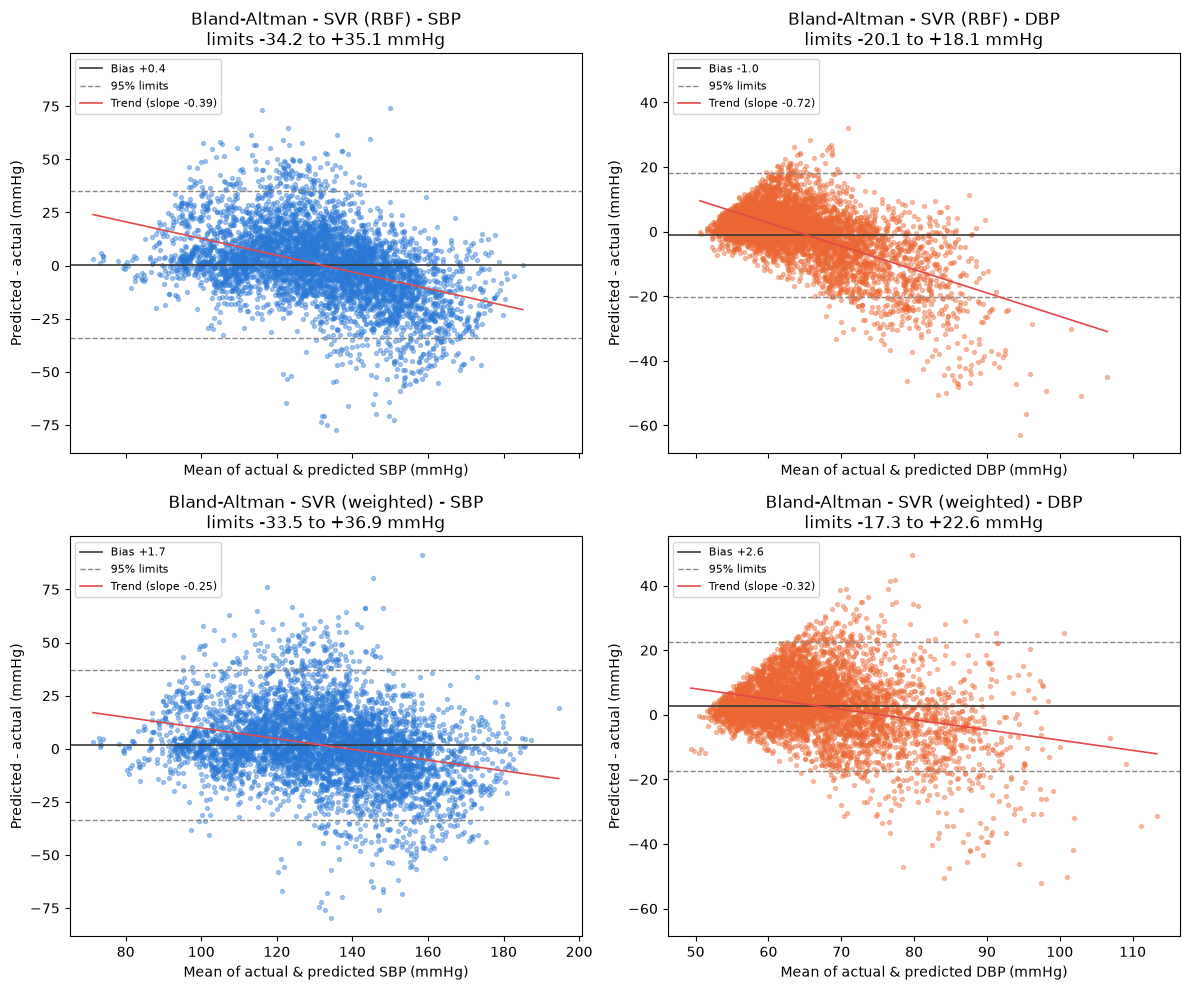 Bland-Altman - SVR (RBF) - SBP
limits -34.2 to +35.1 mmHg
Bias +0.4
95% limits
Trend (slope -0.39)
75
50
25
0
−25
−50
−75
Predicted - actual (mmHg)
Mean of actual & predicted SBP (mmHg)
Bland-Altman - SVR (RBF) - DBP
limits -20.1 to +18.1 mmHg
Bias -1.0
95% limits
Trend (slope -0.72)
40
20
0
−20
−40
−60
Predicted - actual (mmHg)
Mean of actual & predicted DBP (mmHg)
Bland-Altman - SVR (weighted) - SBP
limits -33.5 to +36.9 mmHg
Bias +1.7
95% limits
Trend (slope -0.25)
75
50
25
0
−25
−50
−75
Predicted - actual (mmHg)
80 100 120 140 160 180 200
Mean of actual & predicted SBP (mmHg)
Bland-Altman - SVR (weighted) - DBP
limits -17.3 to +22.6 mmHg
Bias +2.6
95% limits
Trend (slope -0.32)
40
20
0
−20
−40
−60
Predicted - actual (mmHg)
50 60 70 80 90 100 110
Mean of actual & predicted DBP (mmHg)